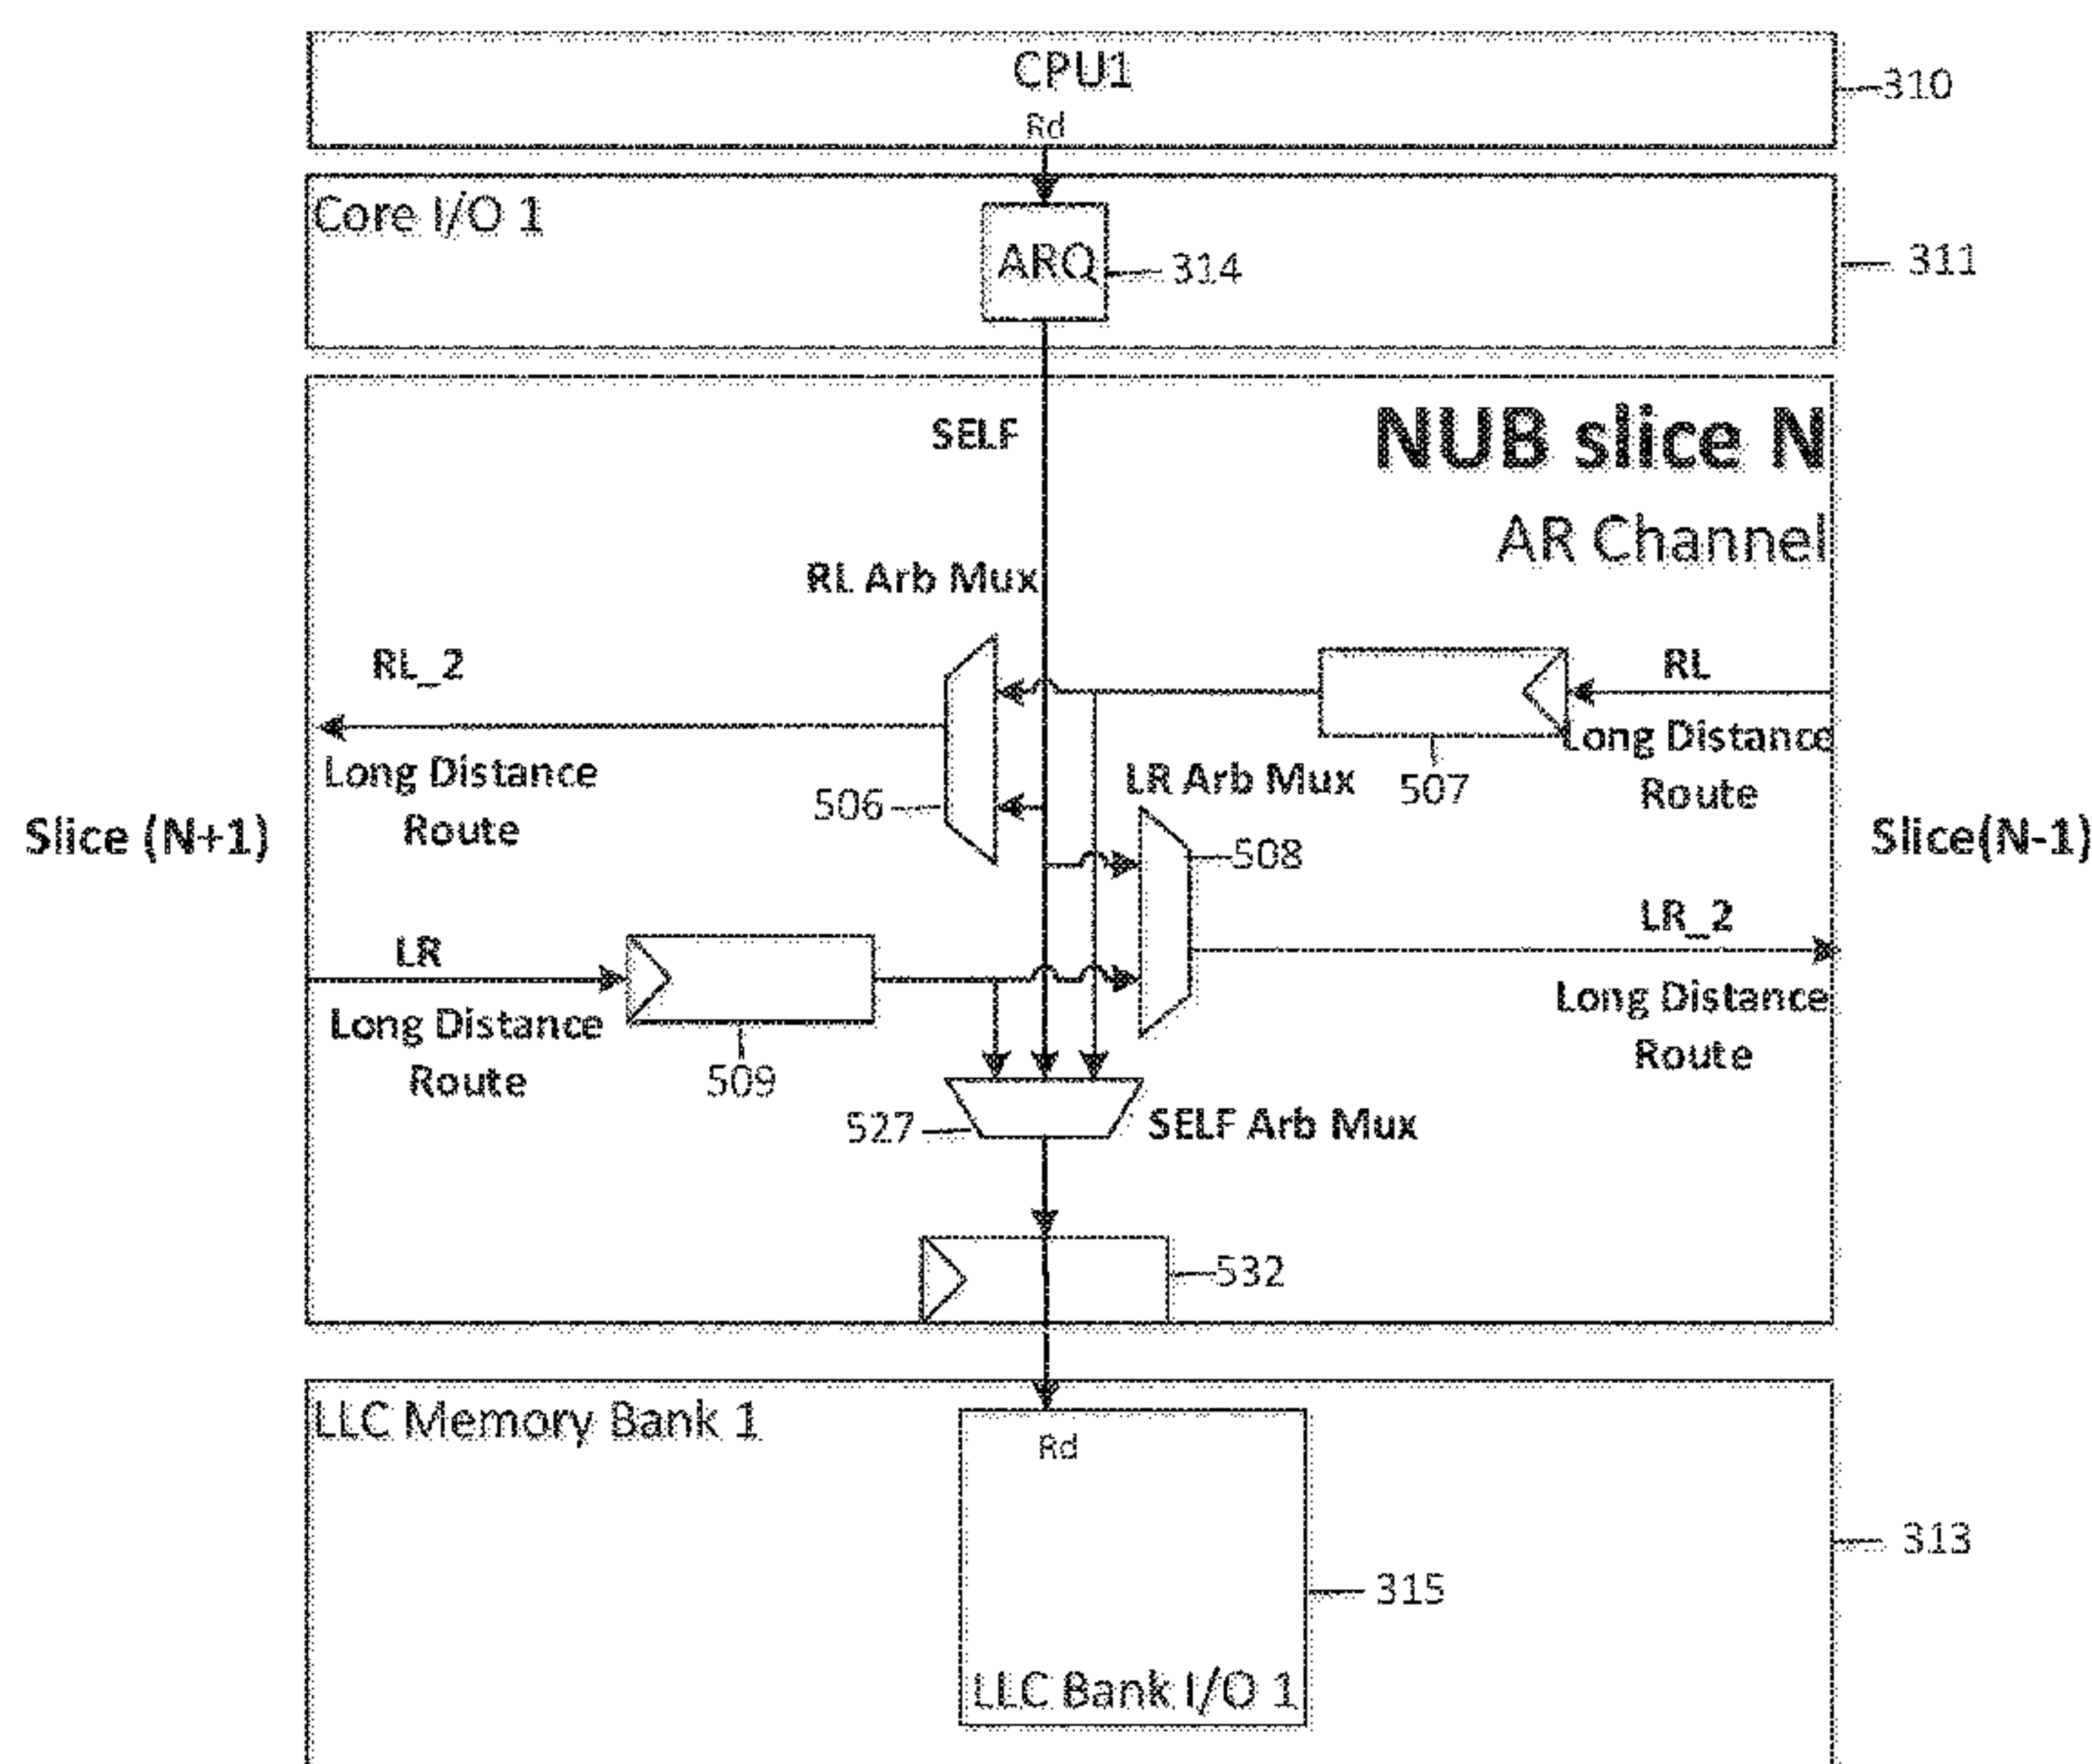 CPU1
310
Rd
Core I/O 1
ARQ
314
311
SELF
NUB slice N
AR Channel
RL Arb Mux
RL_2
RL
Long Distance
Route
Long Distance
Route
506
LR Arb Mux
507
Slice (N+1)
508
Slice(N-1)
LR
LR_2
Long Distance
Route
509
Long Distance
Route
527
SELF Arb Mux
532
LLC Memory Bank 1
Rd
313
315
LLC Bank I/O 1